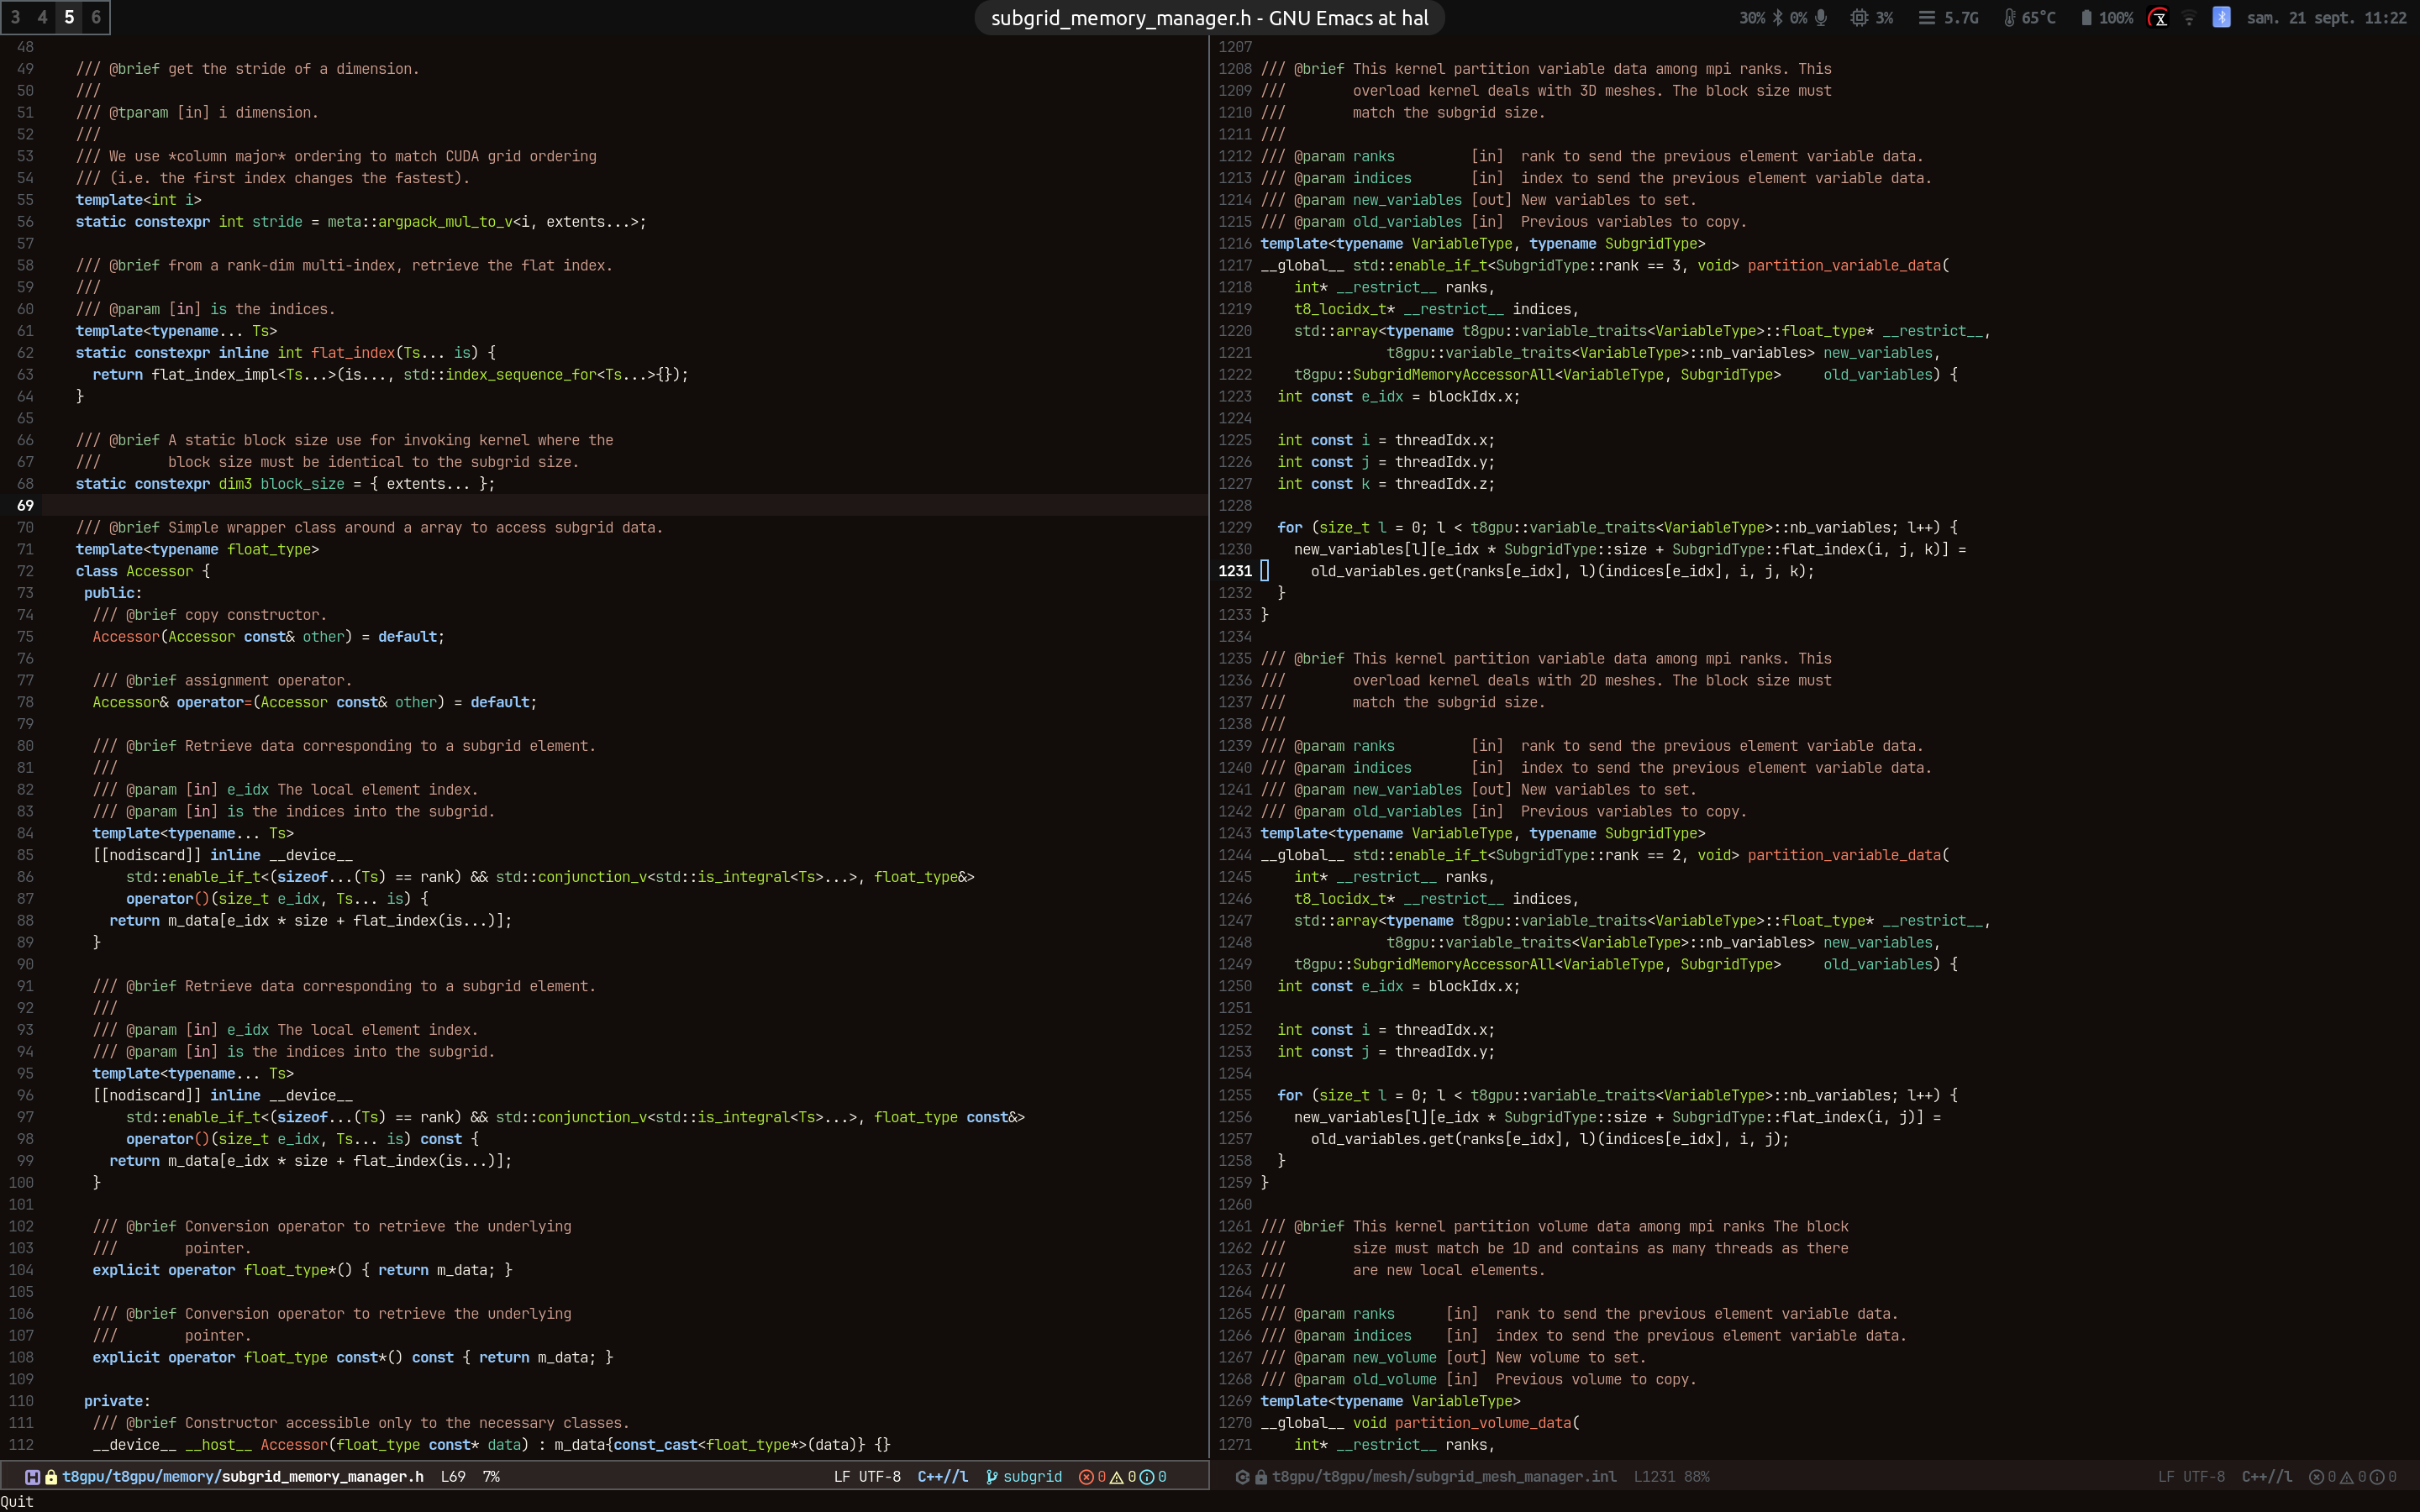 3 4 5 6
subgrid_memory_manager.h - GNU Emacs at hal
30% 0% 3% 5.7G 65°C 100% sam. 21 sept. 11:22
48
49 /// @brief get the stride of a dimension.
50 ///
51 /// @tparam [in] i dimension.
52 ///
53 /// We use *column major* ordering to match CUDA grid ordering
54 /// (i.e. the first index changes the fastest).
55 template<int i>
56 static constexpr int stride = meta::argpack_mul_to_v<i, extents...>;
57
58 /// @brief from a rank-dim multi-index, retrieve the flat index.
59 ///
60 /// @param [in] is the indices.
61 template<typename... Ts>
62 static constexpr inline int flat_index(Ts... is) {
63 return flat_index_impl<Ts...>(is..., std::index_sequence_for<Ts...>{});
64 }
65
66 /// @brief A static block size use for invoking kernel where the
67 /// block size must be identical to the subgrid size.
68 static constexpr dim3 block_size = { extents... };
69
70 /// @brief Simple wrapper class around a array to access subgrid data.
71 template<typename float_type>
72 class Accessor {
73 public:
74 /// @brief copy constructor.
75 Accessor(Accessor const& other) = default;
76
77 /// @brief assignment operator.
78 Accessor& operator=(Accessor const& other) = default;
79
80 /// @brief Retrieve data corresponding to a subgrid element.
81 ///
82 /// @param [in] e_idx The local element index.
83 /// @param [in] is the indices into the subgrid.
84 template<typename... Ts>
85 [[nodiscard]] inline __device__
86 std::enable_if_t<(sizeof...(Ts) == rank) && std::conjunction_v<std::is_integral<Ts>...>, float_type&>
87 operator()(size_t e_idx, Ts... is) {
88 return m_data[e_idx * size + flat_index(is...)];
89 }
90
91 /// @brief Retrieve data corresponding to a subgrid element.
92 ///
93 /// @param [in] e_idx The local element index.
94 /// @param [in] is the indices into the subgrid.
95 template<typename... Ts>
96 [[nodiscard]] inline __device__
97 std::enable_if_t<(sizeof...(Ts) == rank) && std::conjunction_v<std::is_integral<Ts>...>, float_type const&>
98 operator()(size_t e_idx, Ts... is) const {
99 return m_data[e_idx * size + flat_index(is...)];
100 }
101
102 /// @brief Conversion operator to retrieve the underlying
103 /// pointer.
104 explicit operator float_type*() { return m_data; }
105
106 /// @brief Conversion operator to retrieve the underlying
107 /// pointer.
108 explicit operator float_type const*() const { return m_data; }
109
110 private:
111 /// @brief Constructor accessible only to the necessary classes.
112 __device__ __host__ Accessor(float_type const* data) : m_data{const_cast<float_type*>(data)} {}
t8gpu/t8gpu/memory/subgrid_memory_manager.h L69 7% LF UTF-8 C++//l subgrid 0 0 0
1207
1208 /// @brief This kernel partition variable data among mpi ranks. This
1209 /// overload kernel deals with 3D meshes. The block size must
1210 /// match the subgrid size.
1211 ///
1212 /// @param ranks [in] rank to send the previous element variable data.
1213 /// @param indices [in] index to send the previous element variable data.
1214 /// @param new_variables [out] New variables to set.
1215 /// @param old_variables [in] Previous variables to copy.
1216 template<typename VariableType, typename SubgridType>
1217 __global__ std::enable_if_t<SubgridType::rank == 3, void> partition_variable_data(
1218 int* __restrict__ ranks,
1219 t8_locidx_t* __restrict__ indices,
1220 std::array<typename t8gpu::variable_traits<VariableType>::float_type* __restrict__,
1221 t8gpu::variable_traits<VariableType>::nb_variables> new_variables,
1222 t8gpu::SubgridMemoryAccessorAll<VariableType, SubgridType> old_variables) {
1223 int const e_idx = blockIdx.x;
1224
1225 int const i = threadIdx.x;
1226 int const j = threadIdx.y;
1227 int const k = threadIdx.z;
1228
1229 for (size_t l = 0; l < t8gpu::variable_traits<VariableType>::nb_variables; l++) {
1230 new_variables[l][e_idx * SubgridType::size + SubgridType::flat_index(i, j, k)] =
1231 old_variables.get(ranks[e_idx], l)(indices[e_idx], i, j, k);
1232 }
1233 }
1234
1235 /// @brief This kernel partition variable data among mpi ranks. This
1236 /// overload kernel deals with 2D meshes. The block size must
1237 /// match the subgrid size.
1238 ///
1239 /// @param ranks [in] rank to send the previous element variable data.
1240 /// @param indices [in] index to send the previous element variable data.
1241 /// @param new_variables [out] New variables to set.
1242 /// @param old_variables [in] Previous variables to copy.
1243 template<typename VariableType, typename SubgridType>
1244 __global__ std::enable_if_t<SubgridType::rank == 2, void> partition_variable_data(
1245 int* __restrict__ ranks,
1246 t8_locidx_t* __restrict__ indices,
1247 std::array<typename t8gpu::variable_traits<VariableType>::float_type* __restrict__,
1248 t8gpu::variable_traits<VariableType>::nb_variables> new_variables,
1249 t8gpu::SubgridMemoryAccessorAll<VariableType, SubgridType> old_variables) {
1250 int const e_idx = blockIdx.x;
1251
1252 int const i = threadIdx.x;
1253 int const j = threadIdx.y;
1254
1255 for (size_t l = 0; l < t8gpu::variable_traits<VariableType>::nb_variables; l++) {
1256 new_variables[l][e_idx * SubgridType::size + SubgridType::flat_index(i, j)] =
1257 old_variables.get(ranks[e_idx], l)(indices[e_idx], i, j);
1258 }
1259 }
1260
1261 /// @brief This kernel partition volume data among mpi ranks The block
1262 /// size must match be 1D and contains as many threads as there
1263 /// are new local elements.
1264 ///
1265 /// @param ranks [in] rank to send the previous element variable data.
1266 /// @param indices [in] index to send the previous element variable data.
1267 /// @param new_volume [out] New volume to set.
1268 /// @param old_volume [in] Previous volume to copy.
1269 template<typename VariableType>
1270 __global__ void partition_volume_data(
1271 int* __restrict__ ranks,
t8gpu/t8gpu/mesh/subgrid_mesh_manager.inl L1231 88% LF UTF-8 C++//l 0 0 0
Quit